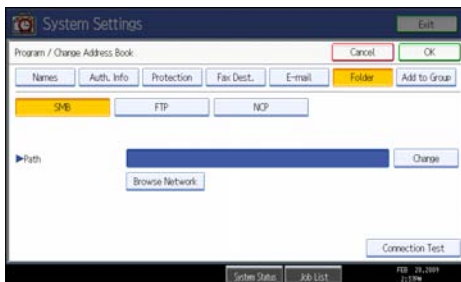 System Settings
Exit
Program / Change Address Book
Cancel
OK
Names
Auth. Info
Protection
Fax Dest.
E-mail
Folder
Add to Group
SMB
FTP
NCP
▶Path
Change
Browse Network
Connection Test
System Status
Job List
FEB 20,2009